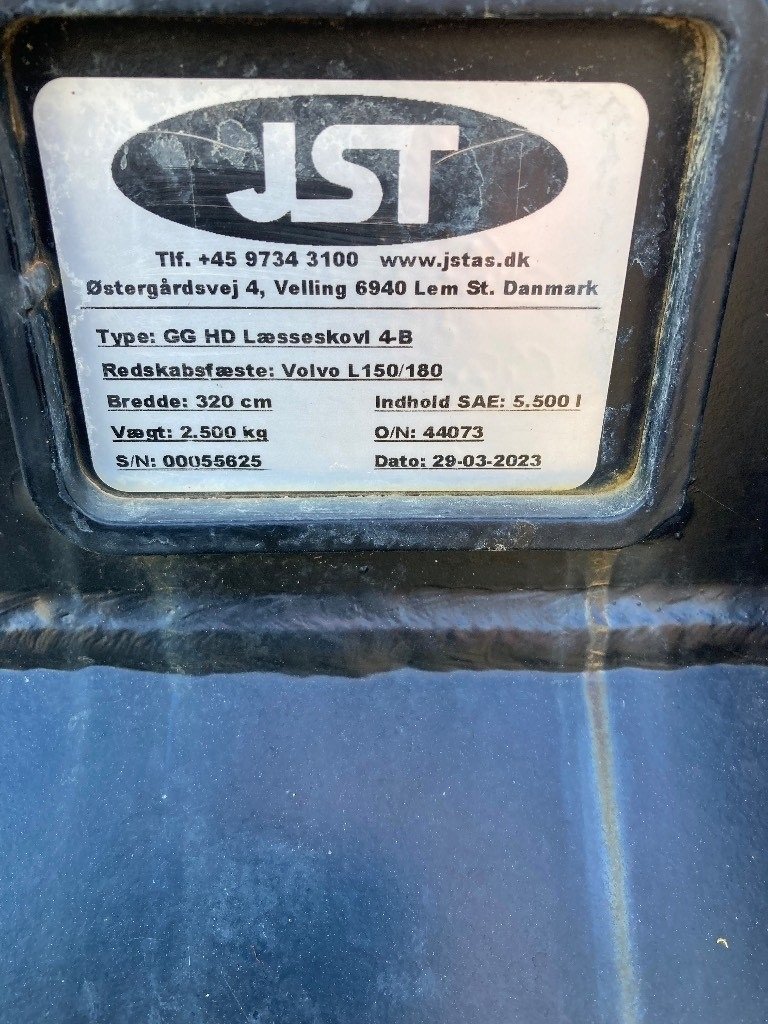 JST
Tlf. +45 9734 3100 www.jstas.dk
Østergårdsvej 4, Velling 6940 Lem St. Danmark
Type: GG HD Læsseskovl 4-B
Redskabsfæste: Volvo L150/180
Bredde: 320 cm Indhold SAE: 5.500 l
Vægt: 2.500 kg O/N: 44073
S/N: 00055625 Dato: 29-03-2023